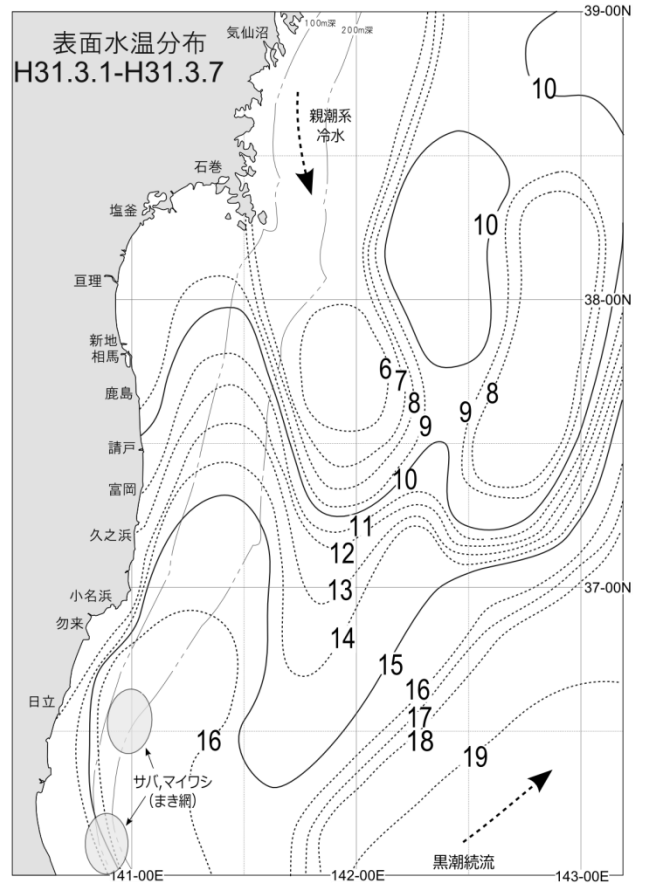 39-00N
100m深
200m深
気仙沼
表面水温分布
H31.3.1-H31.3.7
10
親潮系
冷水
石巻
塩釜
10
亘理
38-00N
新地
相馬
鹿島
6
7
8
9
9
8
請戸
富岡
10
久之浜
11
12
13
37-00N
小名浜
勿来
14
15
日立
16
17
18
16
19
サバ,マイワシ
(まき網)
黒潮続流
141-00E
142-00E
143-00E